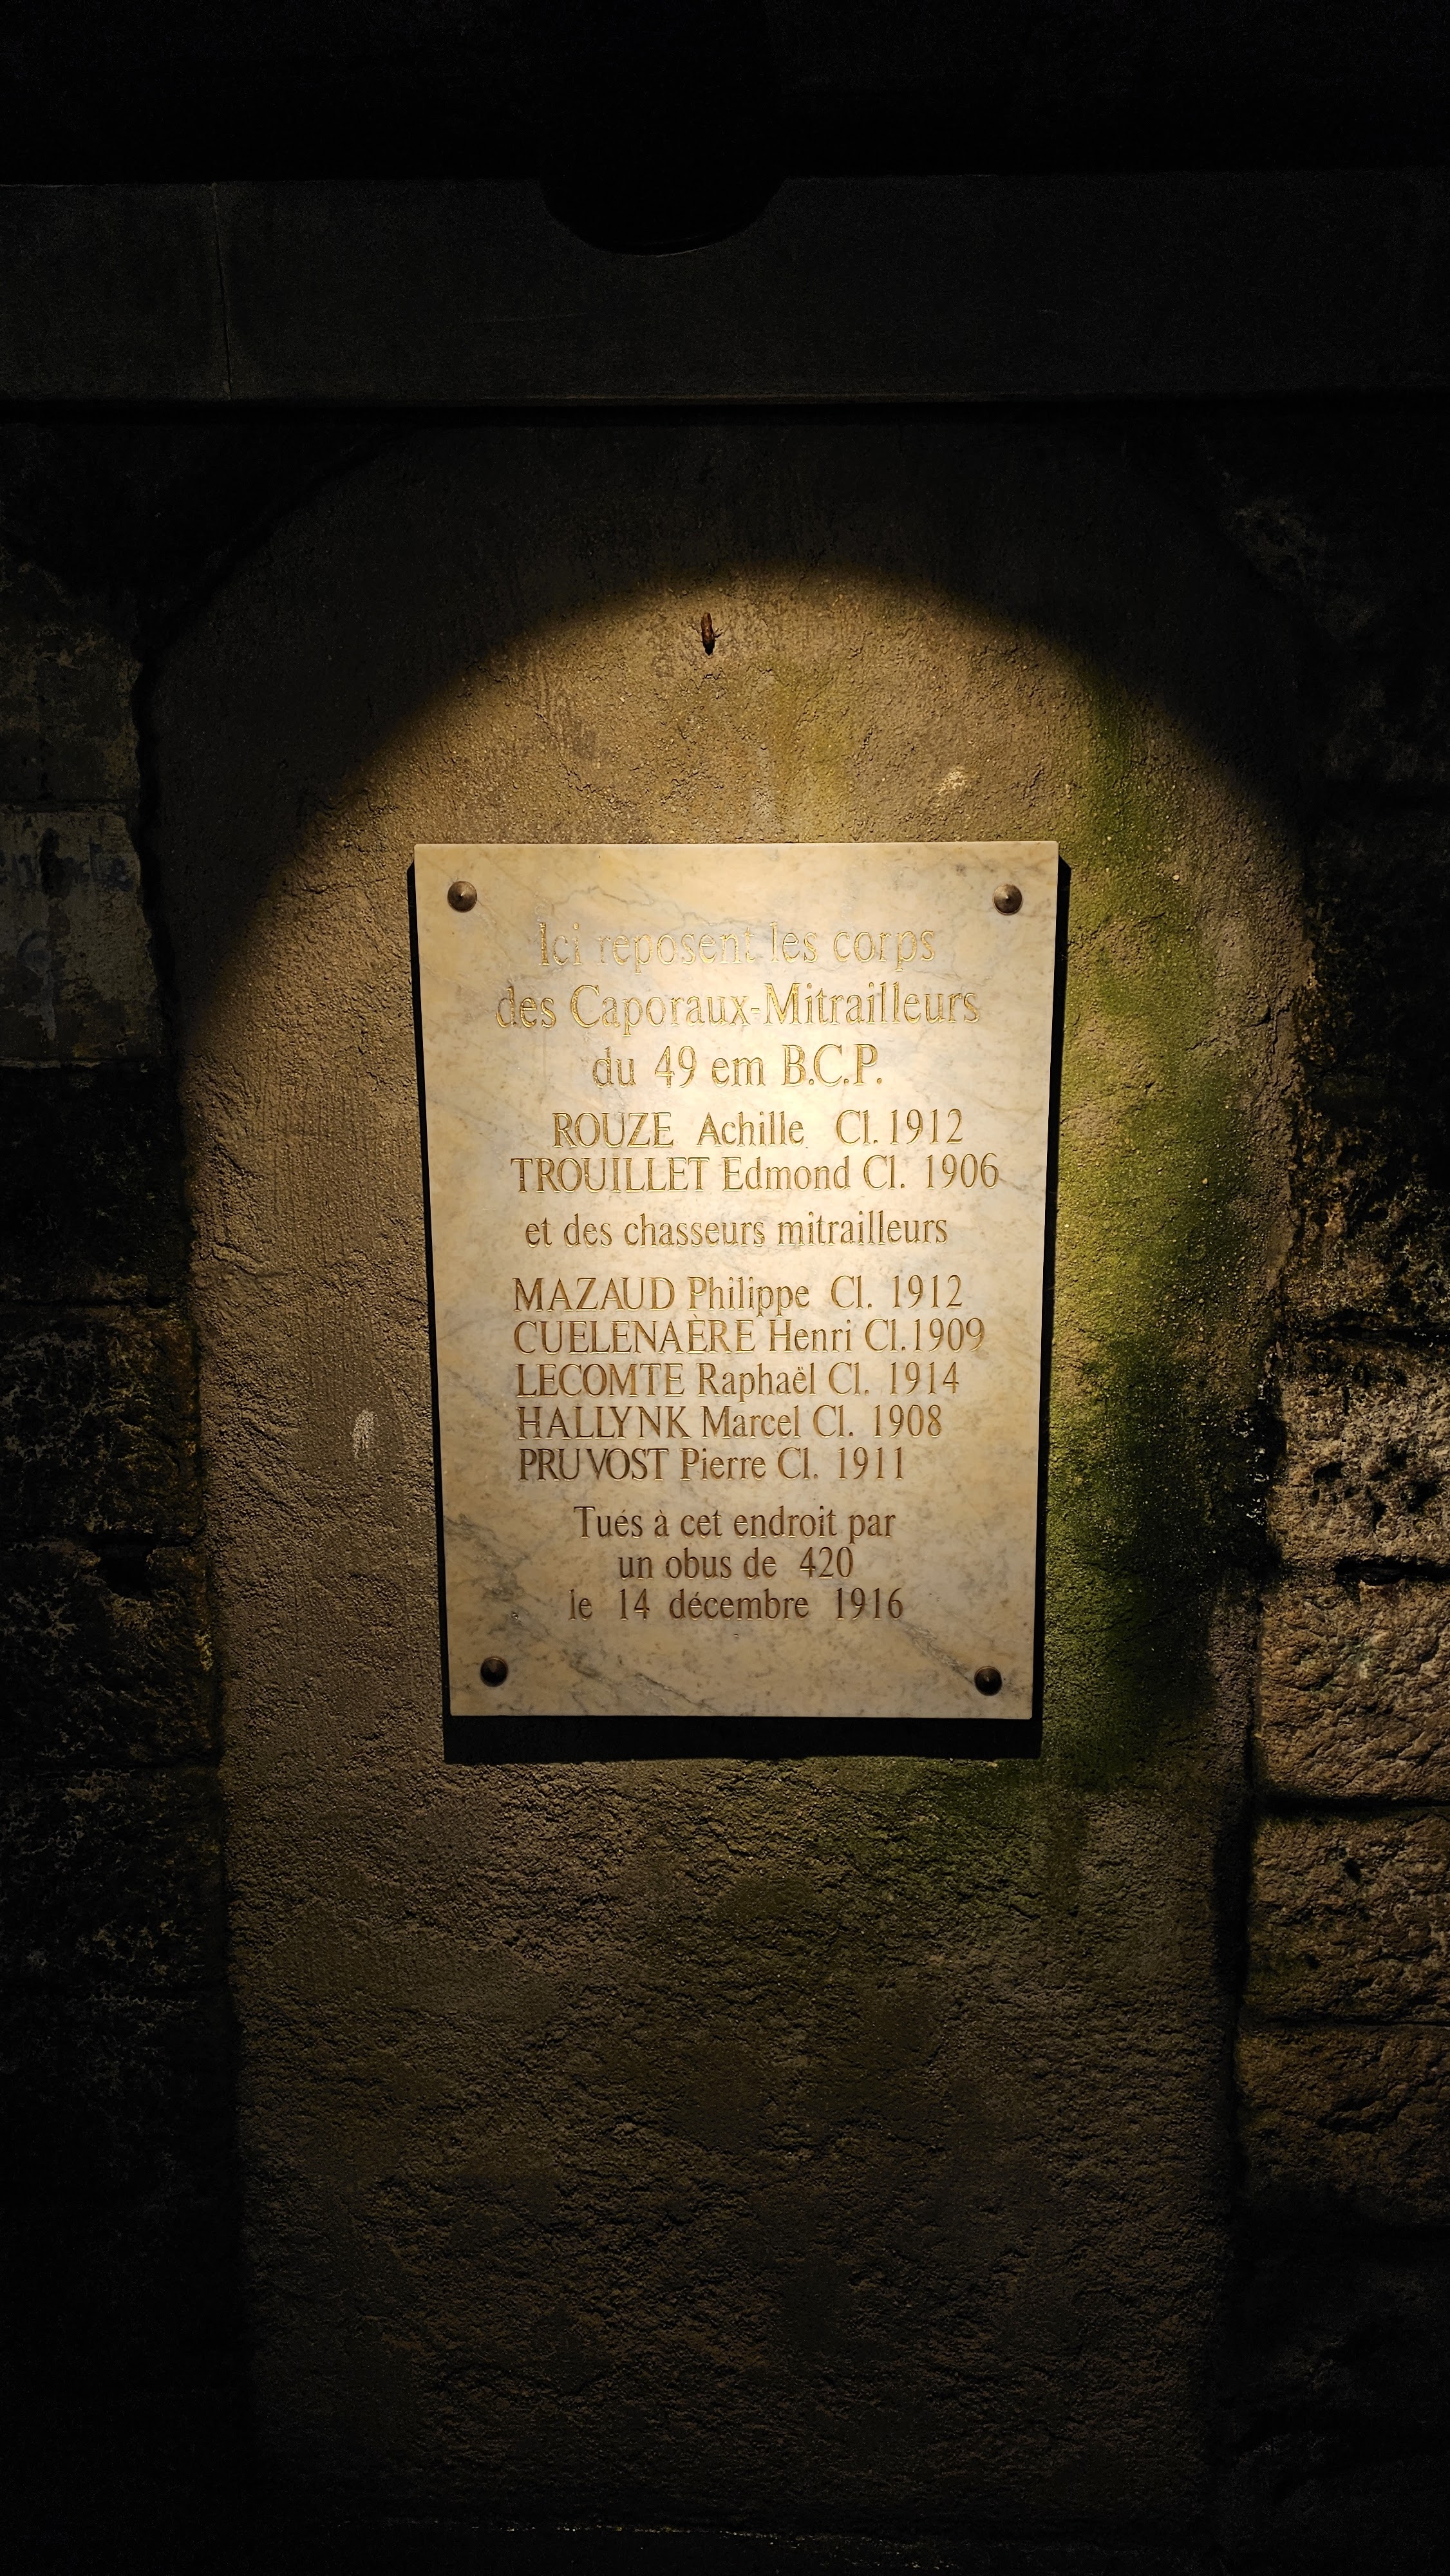 Ici reposent les corps
des Caporaux-Mitrailleurs
du 49 em B.C.P.
ROUZE Achille Cl. 1912
TROUILLET Edmond Cl. 1906
et des chasseurs mitrailleurs
MAZAUD Philippe Cl. 1912
CUELENAÈRE Henri Cl.1909
LECOMTE Raphaël Cl. 1914
HALLYNK Marcel Cl. 1908
PRUVOST Pierre Cl. 1911
Tués à cet endroit par
un obus de 420
le 14 décembre 1916